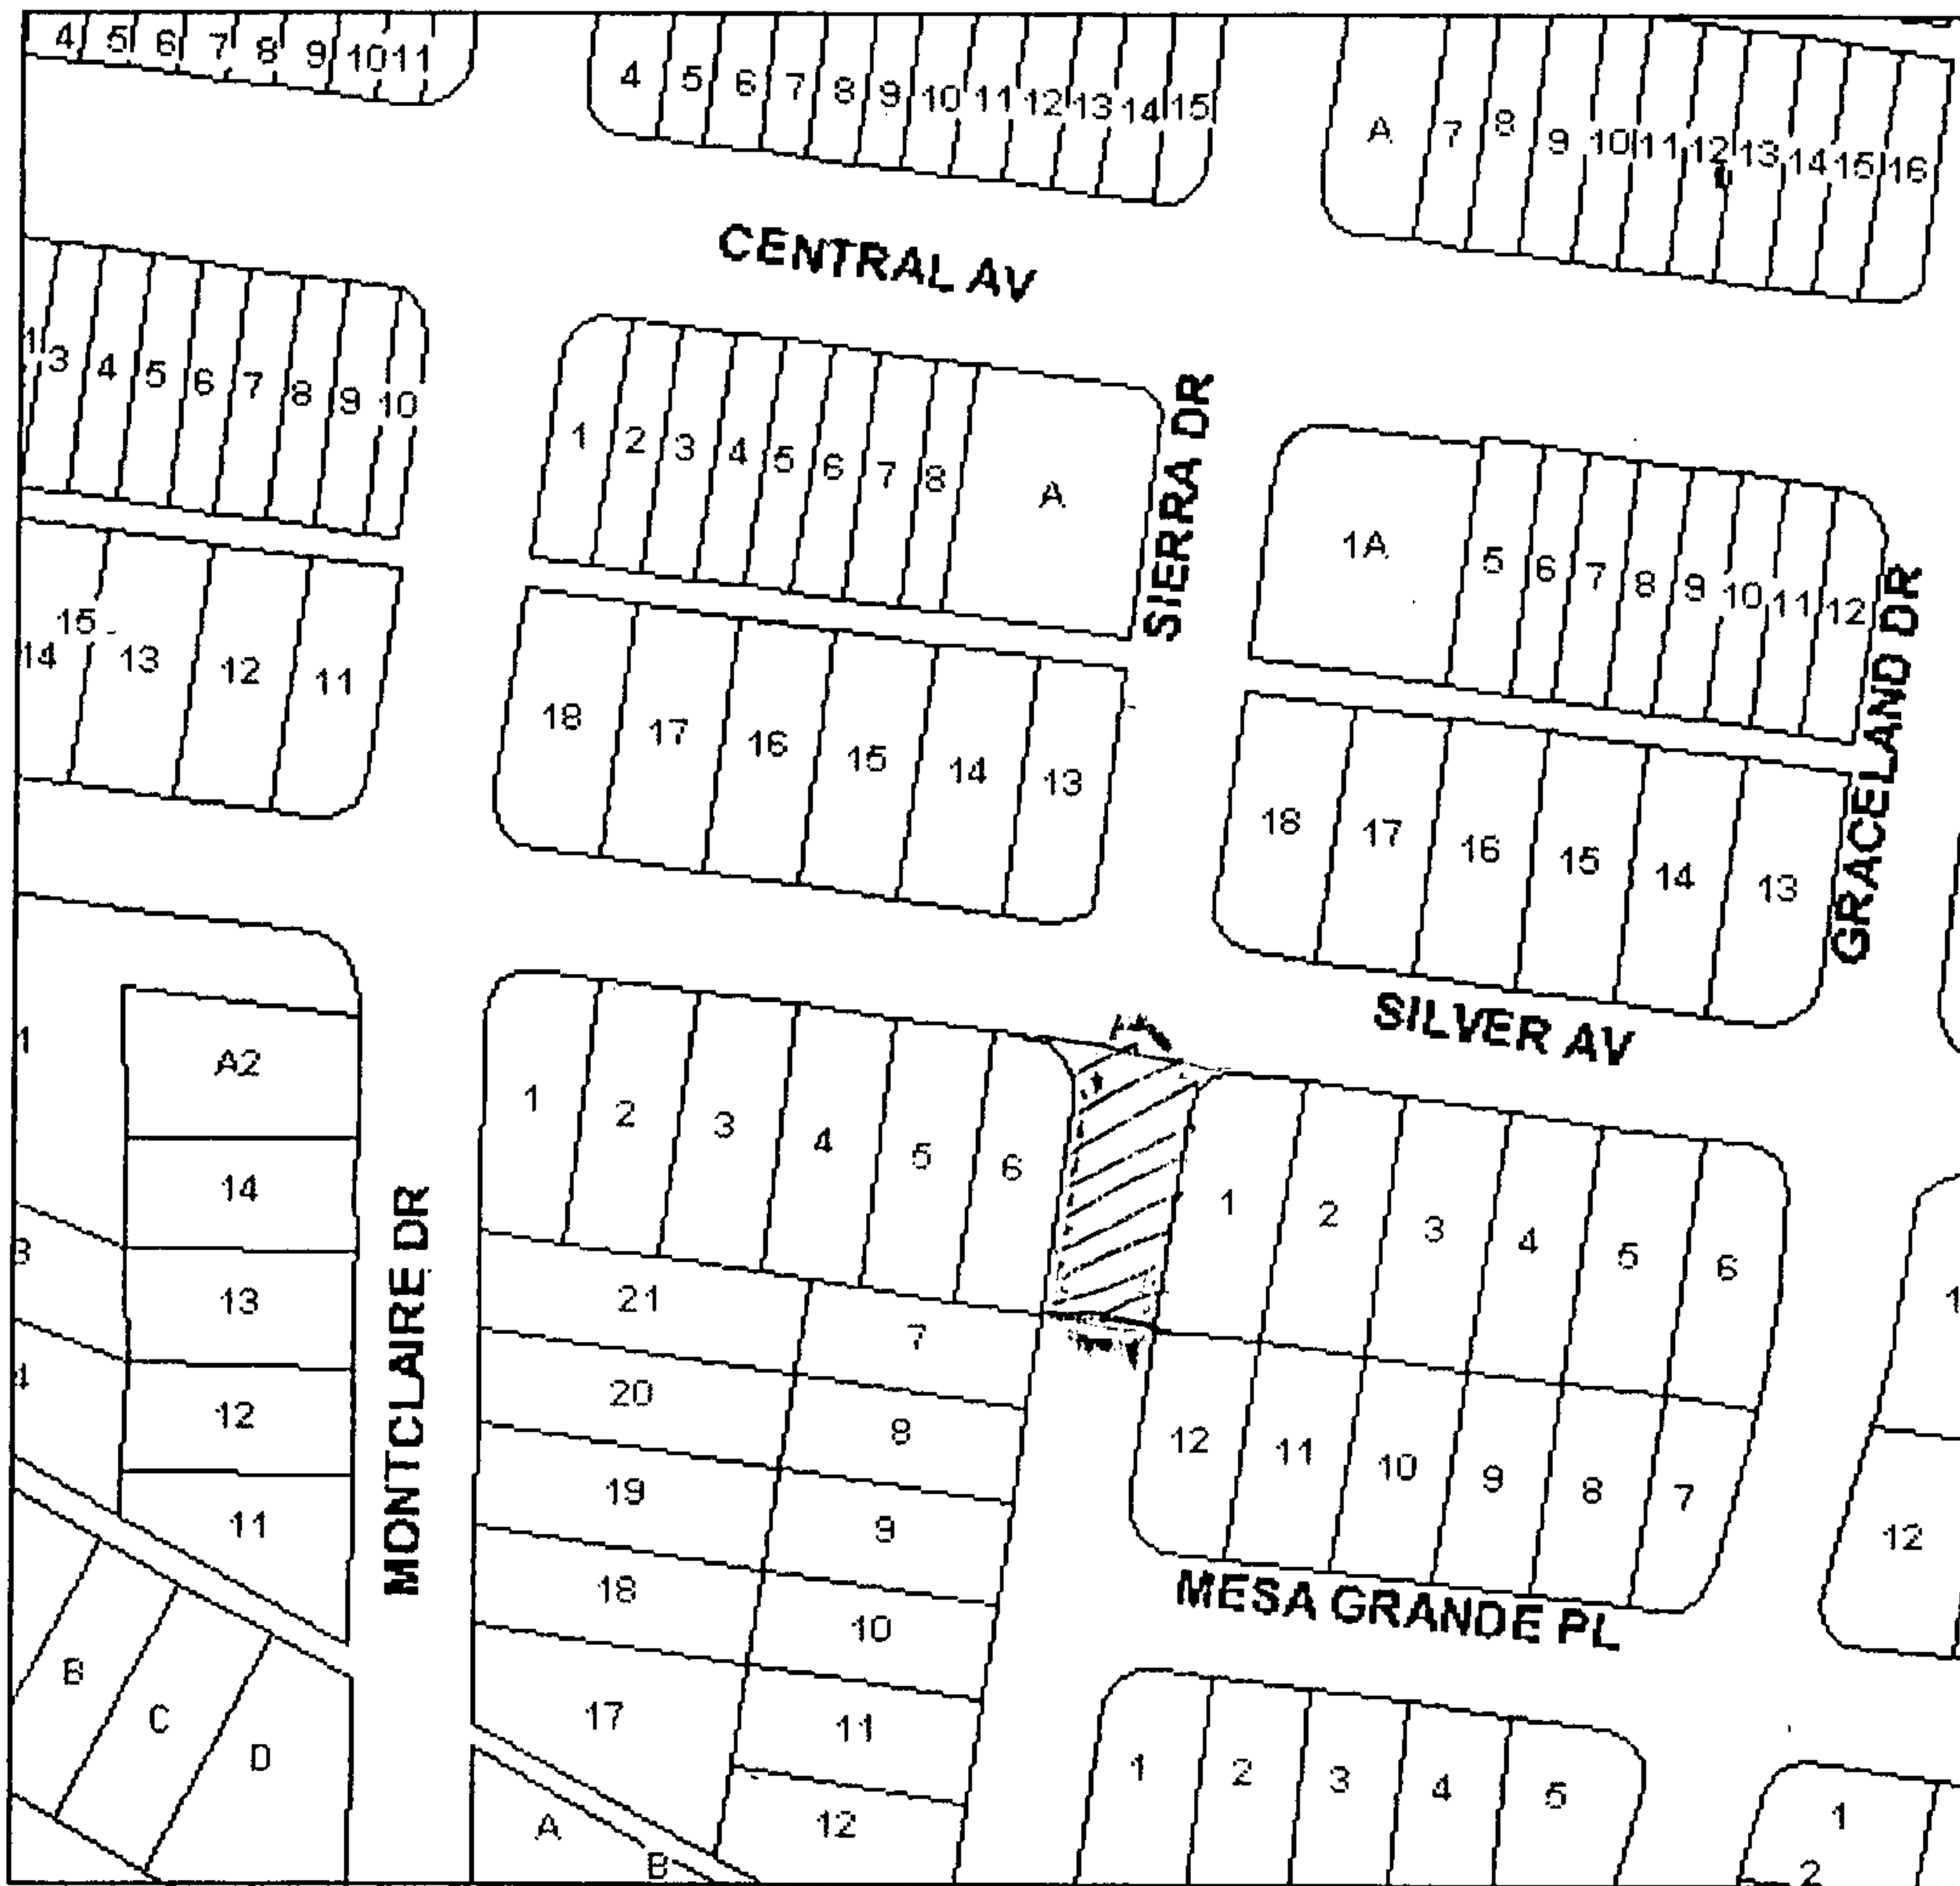 4 5 6 7 8 9 10 11
4 5 6 7 8 9 10 11 12 13 14 15
A 7 8 9 10 11 12 13 14 15 16
CENTRAL AV
1 3 4 5 6 7 8 9 10
1 2 3 4 5 6 7 8 A
SIERRA DR
1A 5 6 7 8 9 10 11 12
GRACELAND DR
14 15 13 12 11
18 17 16 15 14 13
18 17 16 15 14 13
SILVER AV
1
A2
14
13
12
11
3
4
MONTCLAIRE DR
1 2 3 4 5 6
21
20
19
18
17
7
8
9
10
11
12
1 2 3 4 5 6
12 11 10 9 8 7
1
12
MESA GRANDE PL
B C D
A
B
1 2 3 4 5
1
2